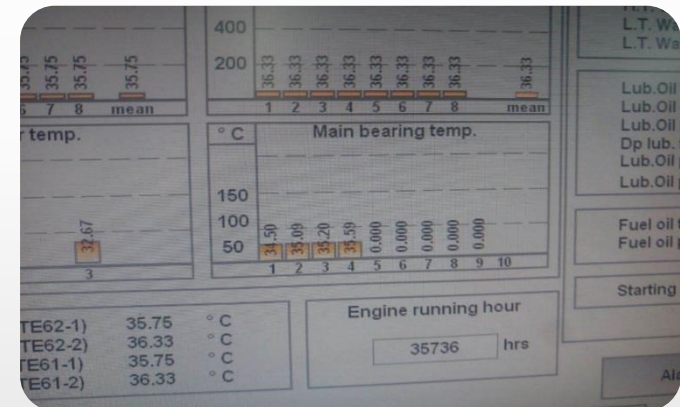 400
200
35.75 35.75 35.75
7 8 mean
36.33 36.33 36.33 36.33 36.33 36.33 36.33 36.33 36.33
1 2 3 4 5 6 7 8 mean
L.T.
L.T.
temp.
32.67
3
°C Main bearing temp.
150
100
50
34.50 35.09 35.20 35.59 0.000 0.000 0.000 0.000 0.000
1 2 3 4 5 6 7 8 9 10
Lub.Oil
Lub.Oil
Lub.Oil
Dp lub.
Lub.Oil
Lub.Oil
Fuel oil
Fuel oil
Starting
TE62-1) 35.75 °C
TE62-2) 36.33 °C
TE61-1) 35.75 °C
TE61-2) 36.33 °C
Engine running hour
35736 hrs